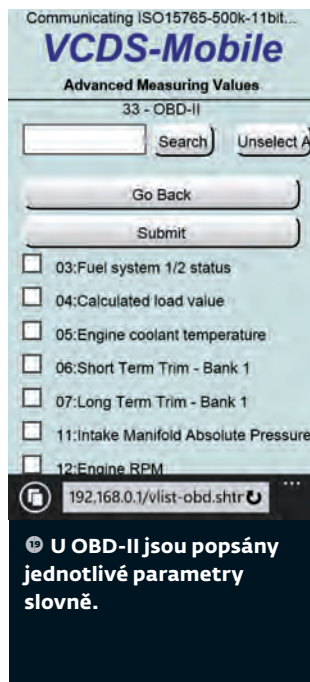 Communicating ISO15765-500k-11bit...
VCDS-Mobile
Advanced Measuring Values
33 - OBD-II
Search Unselect A
Go Back
Submit
03:Fuel system 1/2 status
04:Calculated load value
05:Engine coolant temperature
06:Short Term Trim - Bank 1
07:Long Term Trim - Bank 1
11:Intake Manifold Absolute Pressure
12:Engine RPM
192.168.0.1/vlist-obd.shtr
19 U OBD-II jsou popsány
jednotlivé parametry
slovně.